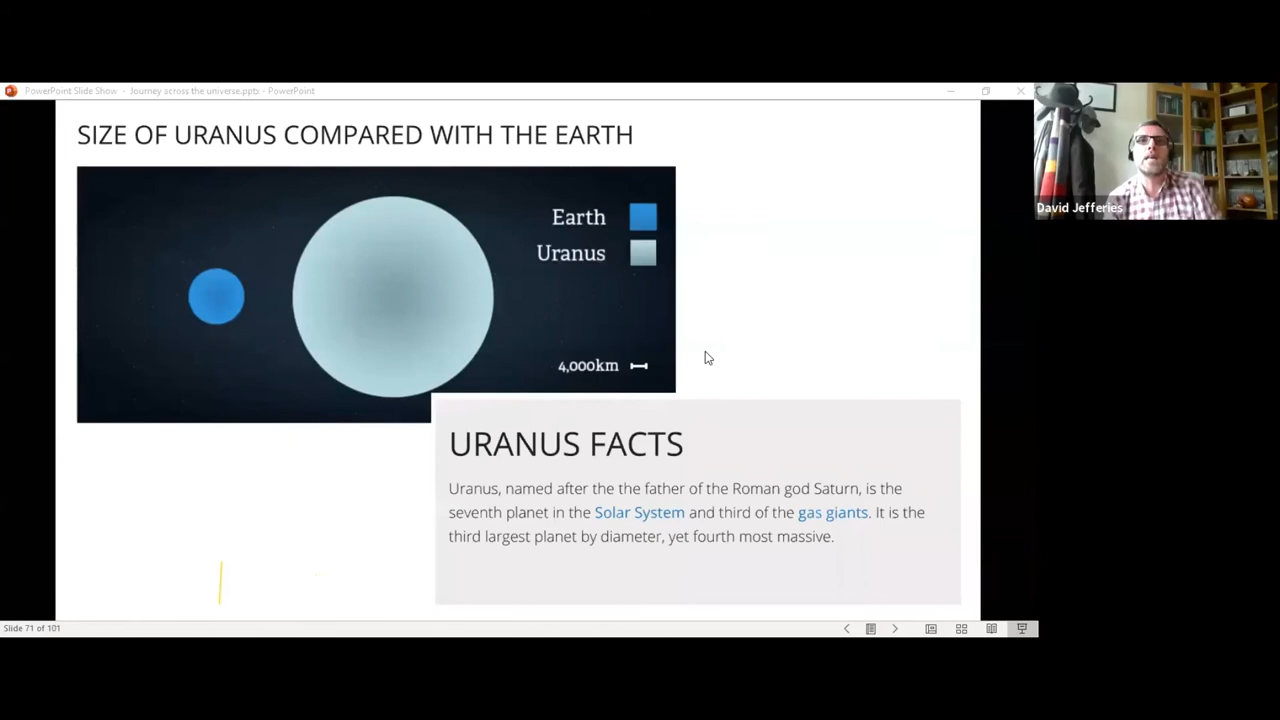 PowerPoint Slide Show - Journey across the universe.pptx - PowerPoint
SIZE OF URANUS COMPARED WITH THE EARTH
Earth
Uranus
4,000km
David Jefferies
URANUS FACTS
Uranus, named after the the father of the Roman god Saturn, is the
seventh planet in the Solar System and third of the gas giants. It is the
third largest planet by diameter, yet fourth most massive.
Slide 71 of 101